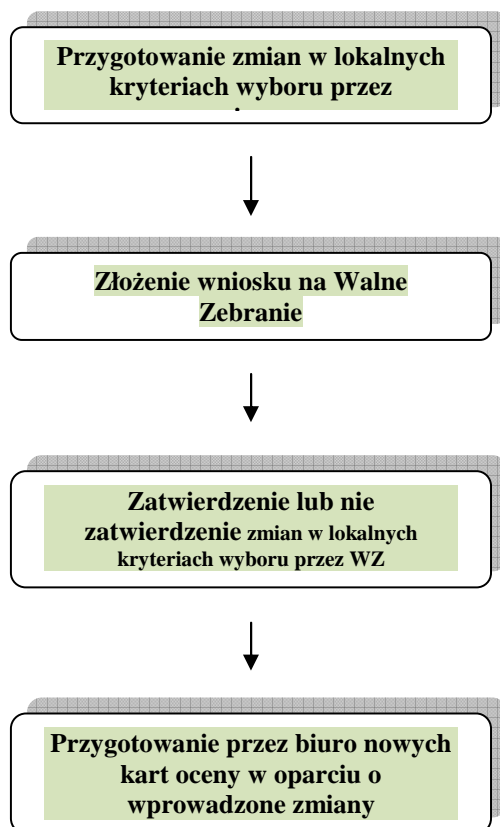 Przygotowanie zmian w lokalnych
kryteriach wyboru przez
Złożenie wniosku na Walne
Zebranie
Zatwierdzenie lub nie
zatwierdzenie zmian w lokalnych
kryteriach wyboru przez WZ
Przygotowanie przez biuro nowych
kart oceny w oparciu o
wprowadzone zmiany